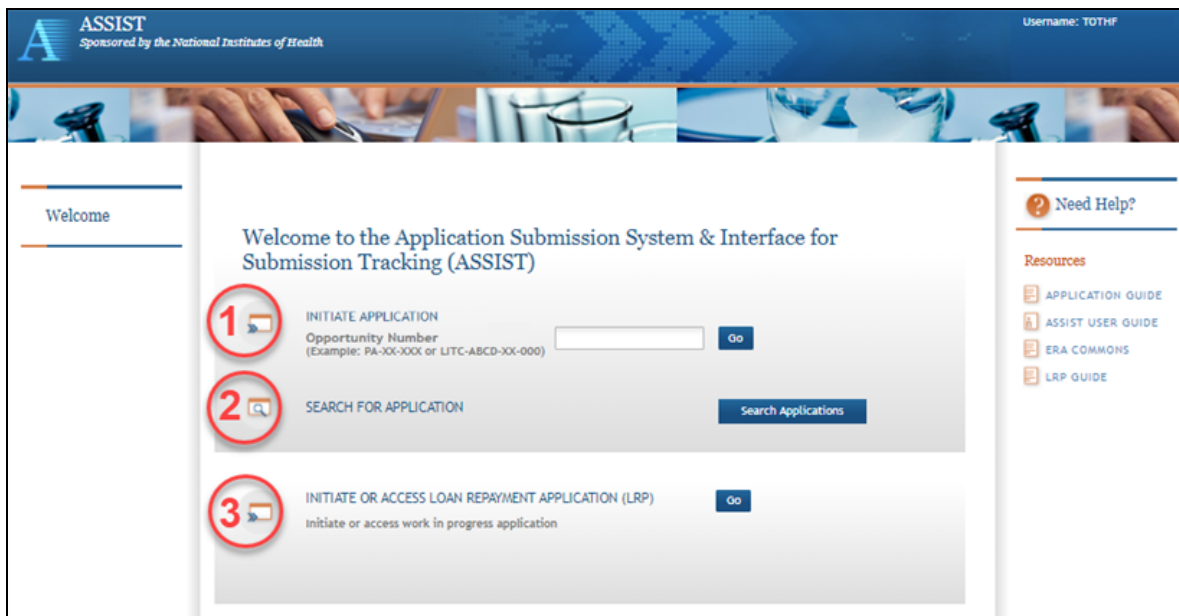 ASSIST
Sponsored by the National Institutes of Health
Username: TOTHF
Welcome
Welcome to the Application Submission System & Interface for
Submission Tracking (ASSIST)
1
INITIATE APPLICATION
Opportunity Number
(Example: PA-XX-XXX or LITC-ABCD-XX-000)
Go
2
SEARCH FOR APPLICATION
Search Applications
3
INITIATE OR ACCESS LOAN REPAYMENT APPLICATION (LRP)
Go
Initiate or access work in progress application
? Need Help?
Resources
APPLICATION GUIDE
ASSIST USER GUIDE
ERA COMMONS
LRP GUIDE